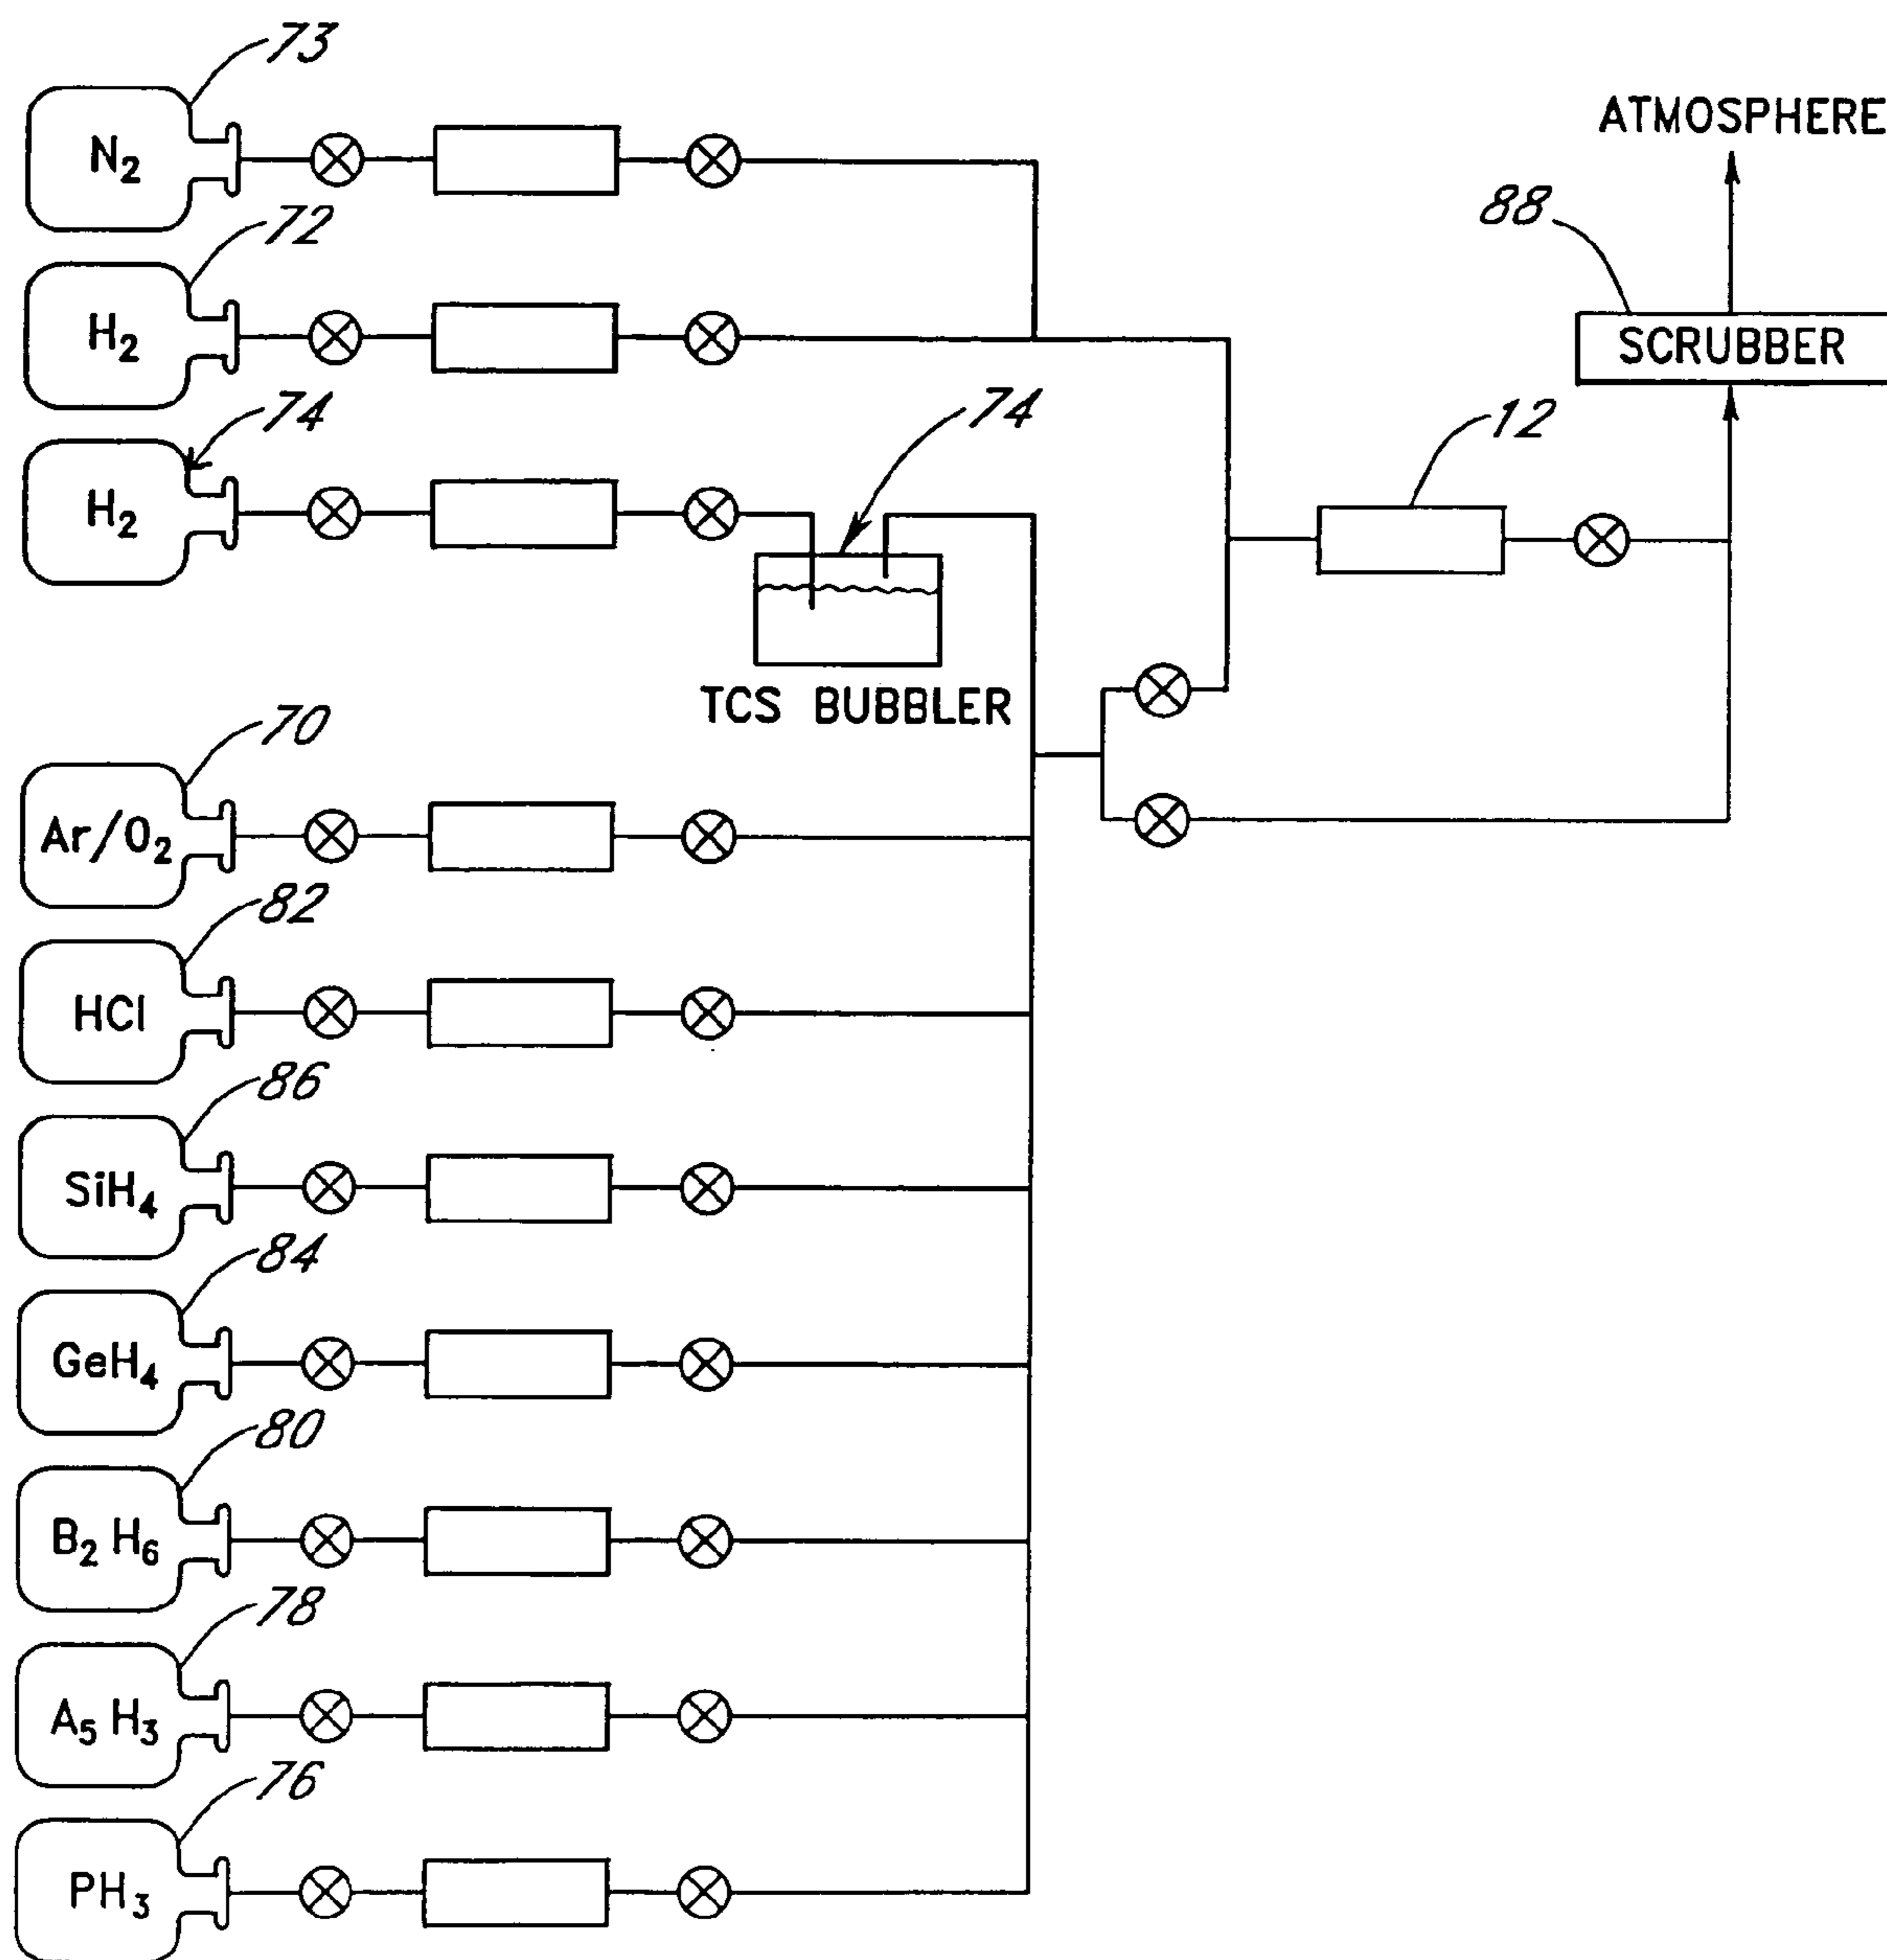 73
N₂
ATMOSPHERE
72
88
H₂
SCRUBBER
74
74
12
H₂
TCS BUBBLER
70
Ar/O₂
82
HCl
86
SiH₄
84
GeH₄
80
B₂ H₆
78
A₅ H₃
76
PH₃